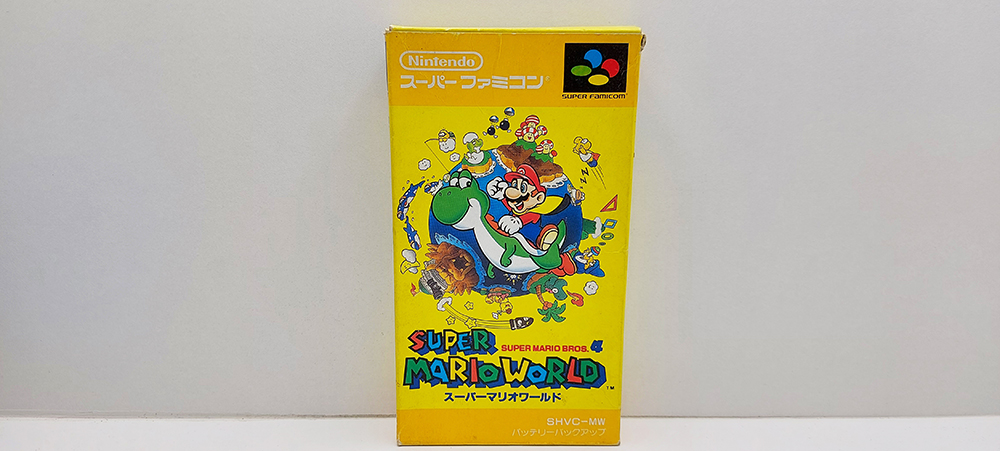 Nintendo
スーパーファミコン
SUPER FAMICOM
ZZZ
SUPER
SUPER MARIO BROS. 4
MARIO WORLD
TM
スーパーマリオワールド
SHVC-MW
バッテリーバックアップ